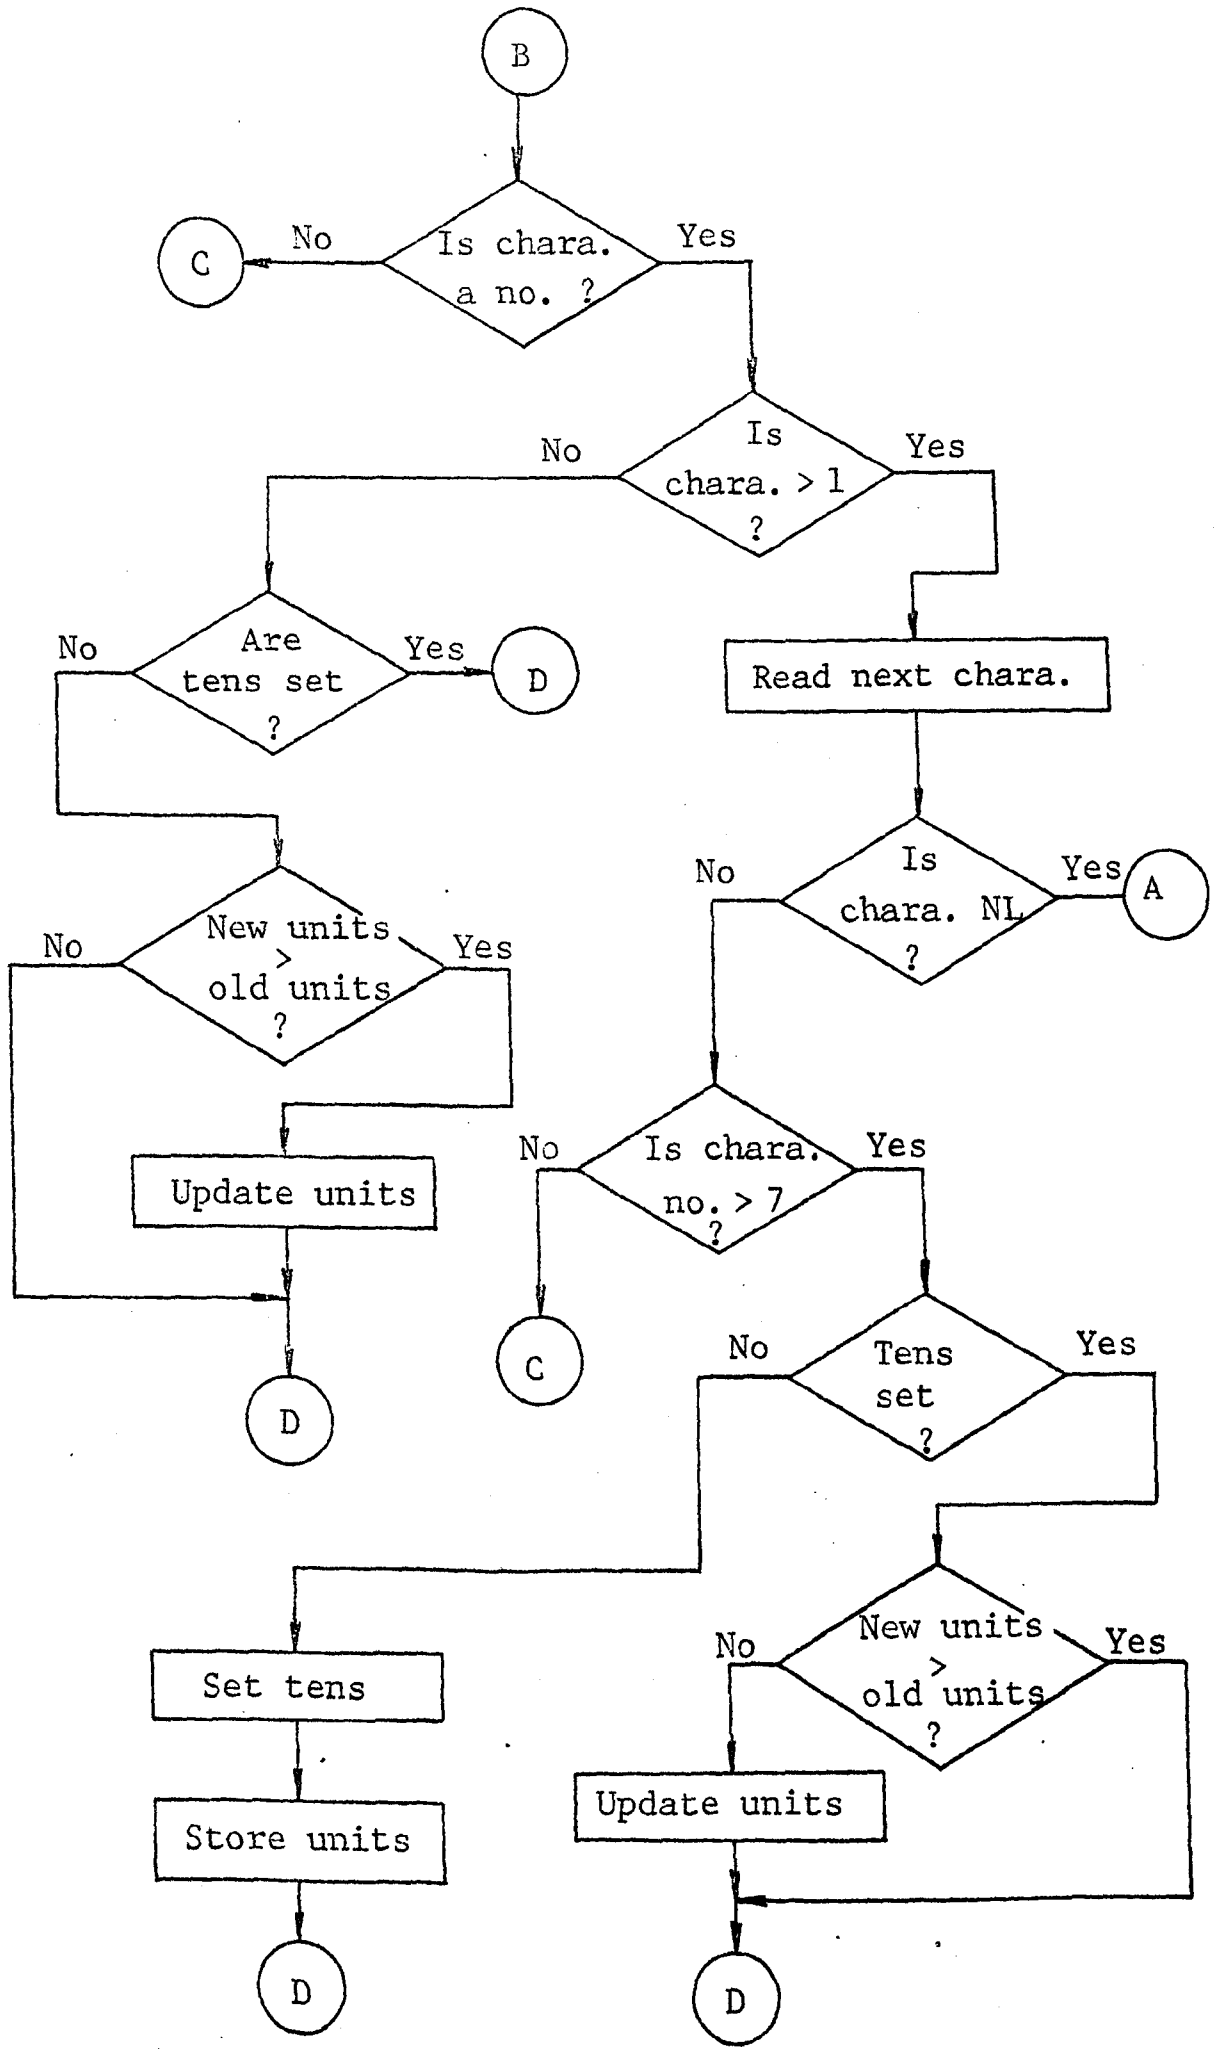 B
No
Is chara.
Yes
C
a no. ?
No
Is
Yes
chara. > 1
?
No
Are
Yes
tens set
?
D
Read next chara.
No
Is
Yes
A
chara. NL
?
No
New units
Yes
>
old units
?
No
Is chara.
Yes
no. > 7
?
Update units
No
Tens
Yes
set
?
C
D
No
New units
Yes
>
old units
?
Set tens
Update units
Store units
D
D